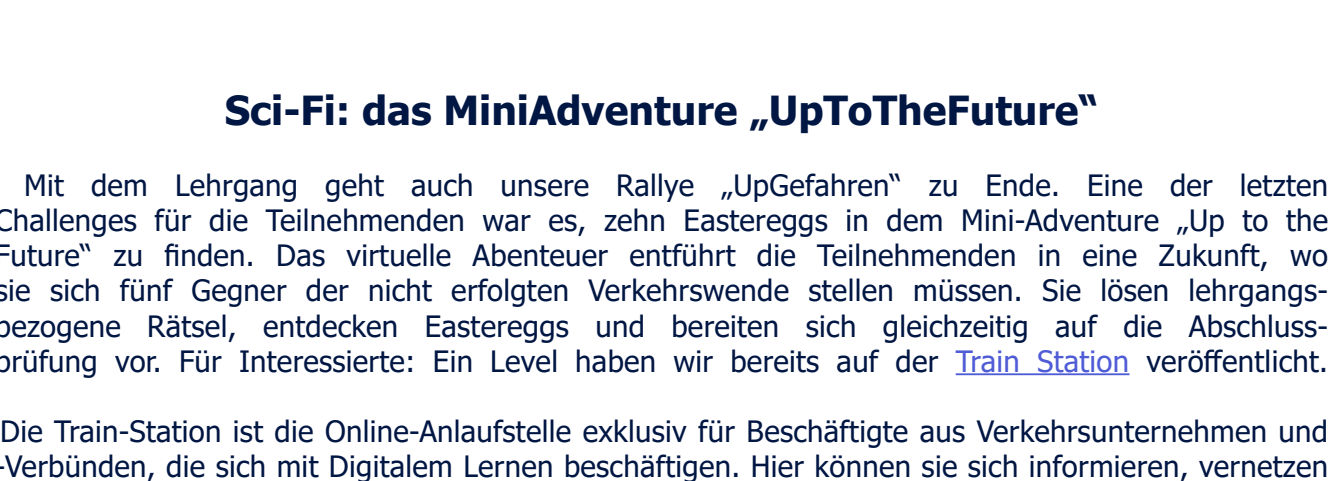 Sci-Fi: das MiniAdventure „UpToTheFuture“
Mit dem Lehrgang geht auch unsere Rallye „UpGefahren“ zu Ende. Eine der letzten
Challenges für die Teilnehmenden war es, zehn Eastereggs in dem Mini-Adventure „Up to the
Future“ zu finden. Das virtuelle Abenteuer entführt die Teilnehmenden in eine Zukunft, wo
sie sich fünf Gegner der nicht erfolgten Verkehrswende stellen müssen. Sie lösen lehrgangs-
bezogene Rätsel, entdecken Eastereggs und bereiten sich gleichzeitig auf die Abschluss-
prüfung vor. Für Interessierte: Ein Level haben wir bereits auf der Train Station veröffentlicht.
Die Train-Station ist die Online-Anlaufstelle exklusiv für Beschäftigte aus Verkehrsunternehmen und
-Verbünden, die sich mit Digitalem Lernen beschäftigen. Hier können sie sich informieren, vernetzen